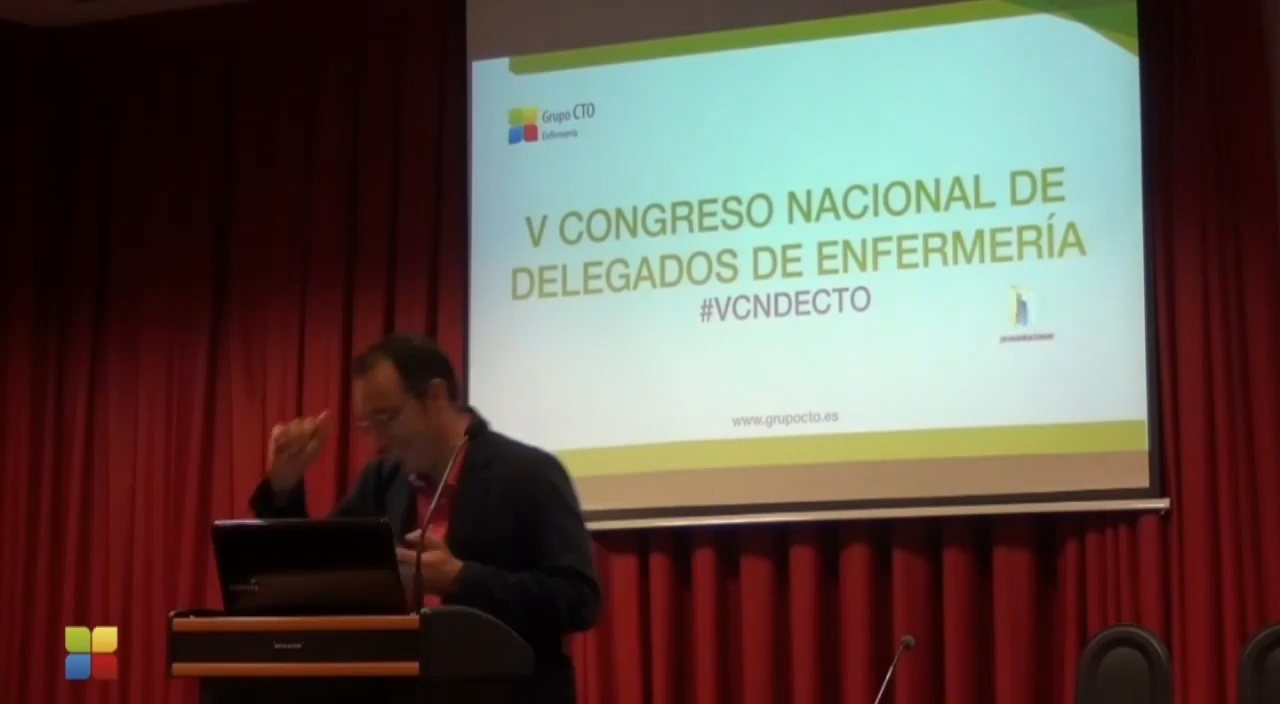 Grupo CTO
Enfermería
V CONGRESO NACIONAL DE
DELEGADOS DE ENFERMERÍA
#VCNDECTO
www.grupocto.es